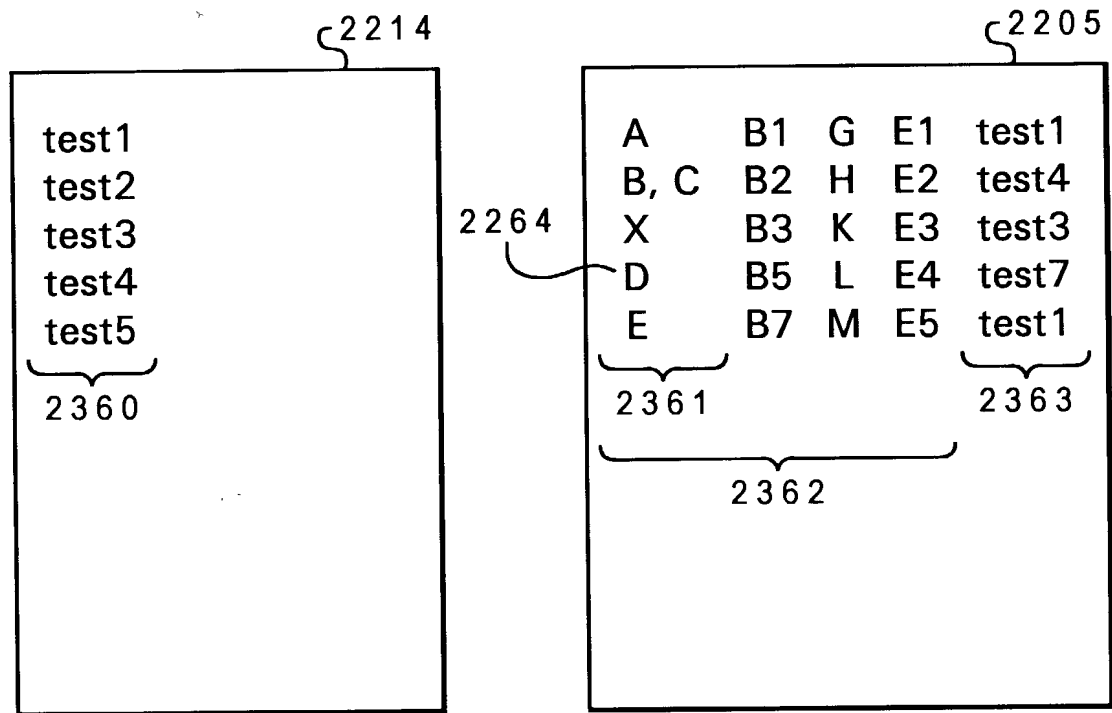 2214
test1
test2
test3
test4
test5
2360
2205
A B1 G E1 test1
B, C B2 H E2 test4
X B3 K E3 test3
2264
D B5 L E4 test7
E B7 M E5 test1
2361
2363
2362